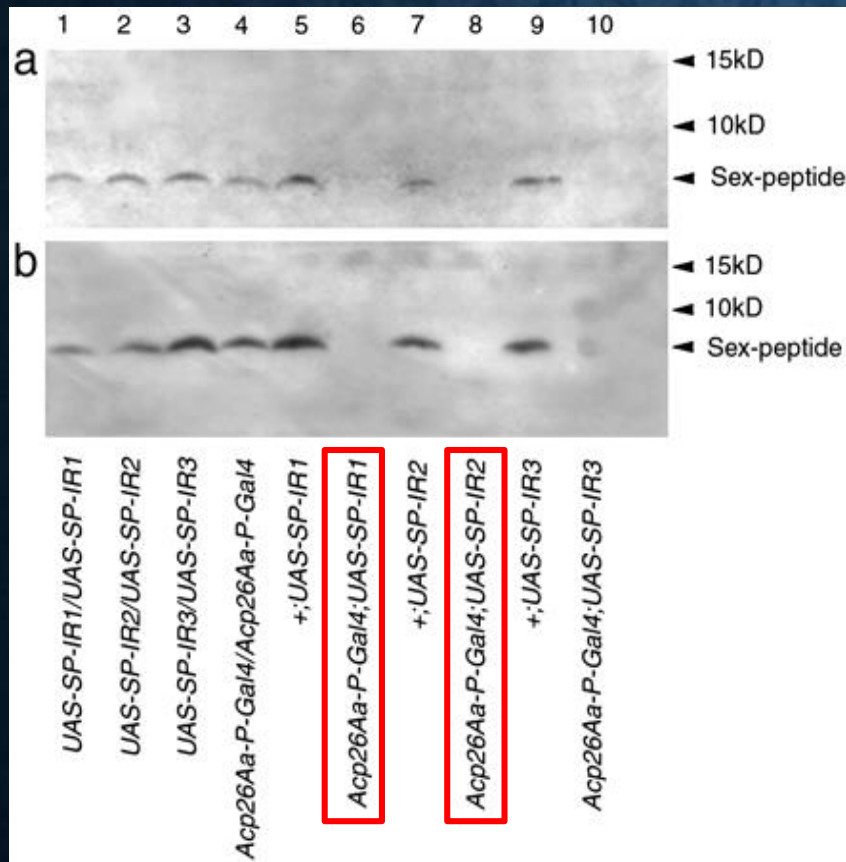 1 2 3 4 5 6 7 8 9 10
a
15kD
10kD
Sex-peptide
b
15kD
10kD
Sex-peptide
UAS-SP-IR1/UAS-SP-IR1
UAS-SP-IR2/UAS-SP-IR2
UAS-SP-IR3/UAS-SP-IR3
Acp26Aa-P-Gal4/Acp26Aa-P-Gal4
+;UAS-SP-IR1
Acp26Aa-P-Gal4;UAS-SP-IR1
+;UAS-SP-IR2
Acp26Aa-P-Gal4;UAS-SP-IR2
+;UAS-SP-IR3
Acp26Aa-P-Gal4;UAS-SP-IR3